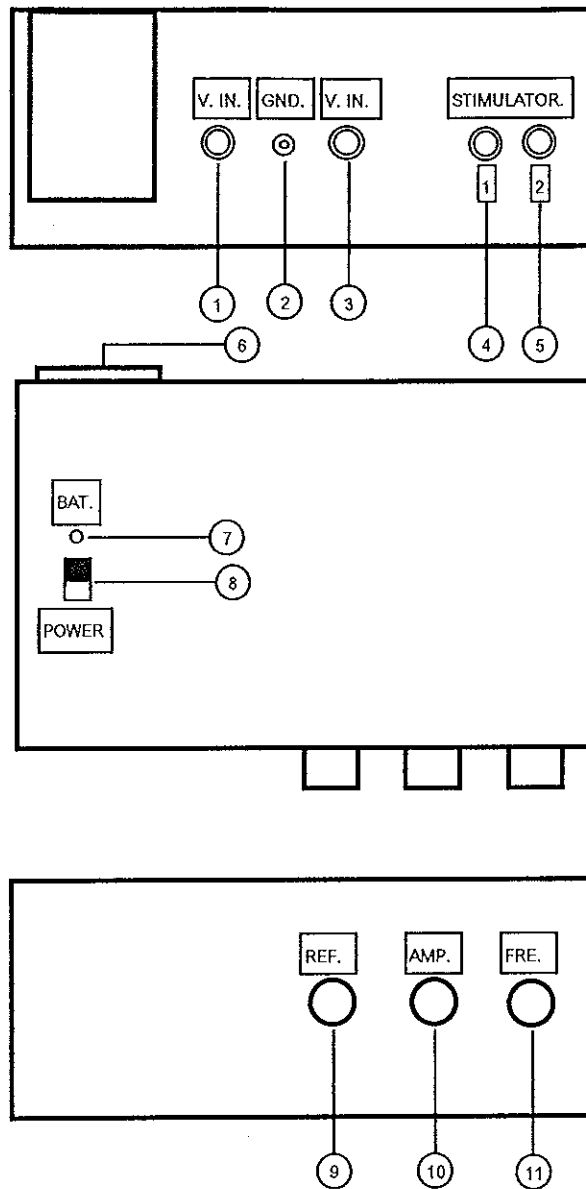 V. IN. GND. V. IN. STIMULATOR.
1 2
1 2 3 4 5
6
BAT.
7
8
POWER
REF. AMP. FRE.
9 10 11